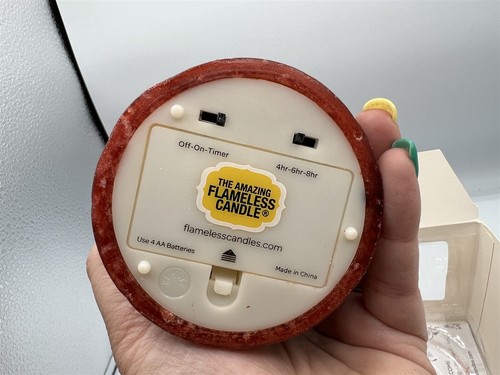 Off-On-Timer
4hr-6hr-8hr
THE AMAZING
FLAMELESS
CANDLE®
flamelesscandles.com
Use 4 AA Batteries
Made in China